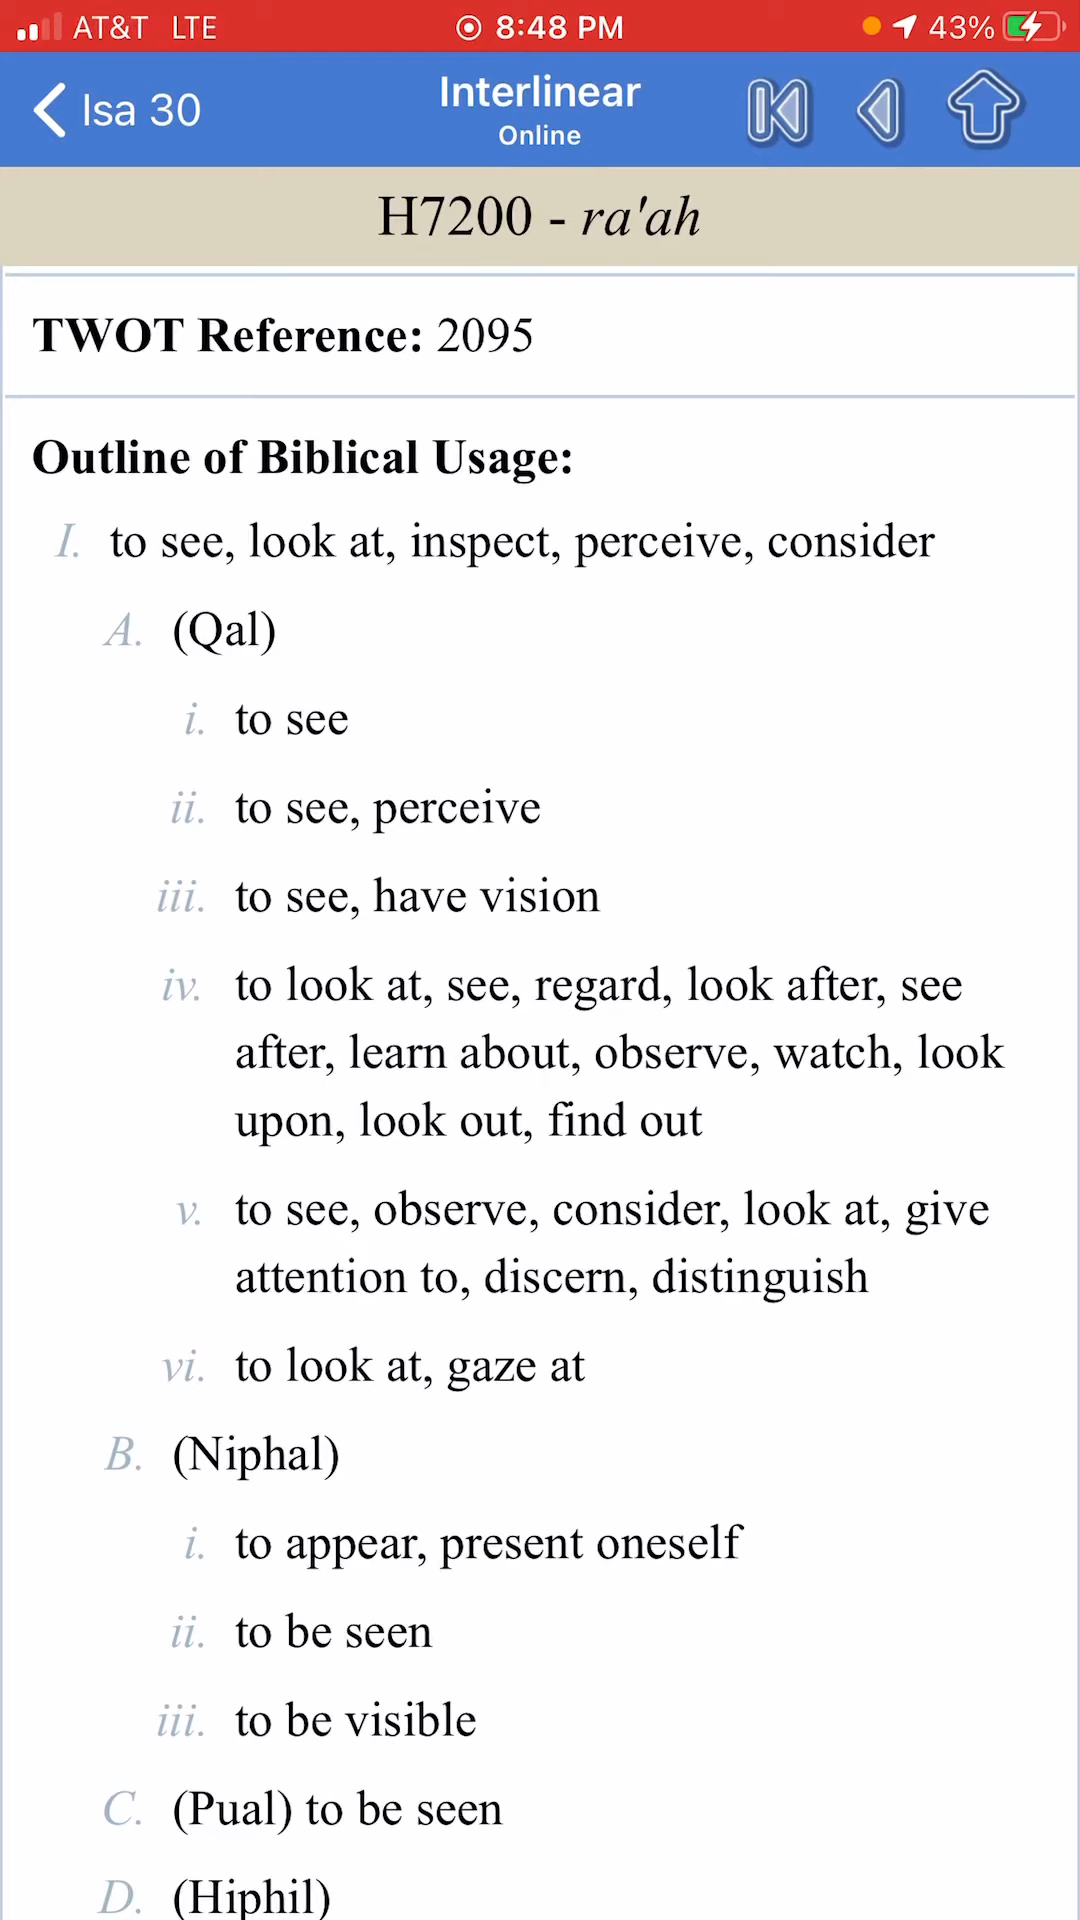 AT&T LTE 8:48 PM 43%
Isa 30 Interlinear
Online
H7200 - ra'ah
TWOT Reference: 2095
Outline of Biblical Usage:
I. to see, look at, inspect, perceive, consider
A. (Qal)
i. to see
ii. to see, perceive
iii. to see, have vision
iv. to look at, see, regard, look after, see
after, learn about, observe, watch, look
upon, look out, find out
v. to see, observe, consider, look at, give
attention to, discern, distinguish
vi. to look at, gaze at
B. (Niphal)
i. to appear, present oneself
ii. to be seen
iii. to be visible
C. (Pual) to be seen
D. (Hiphil)